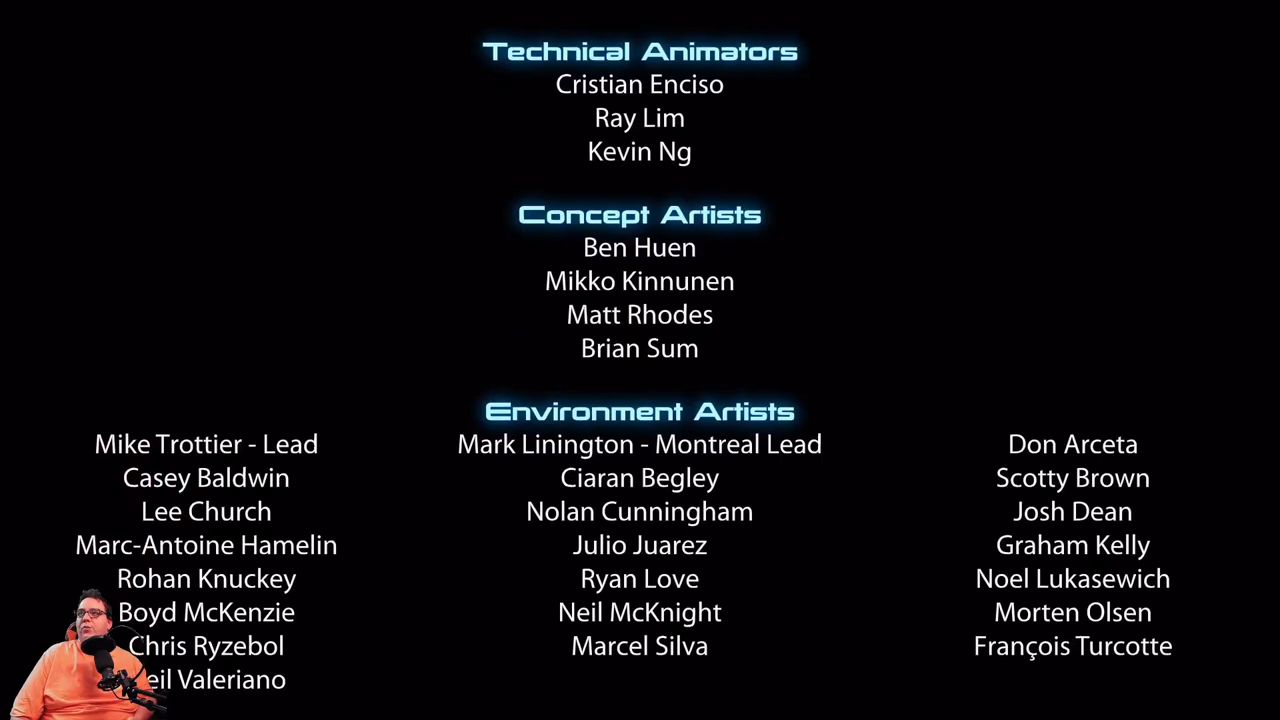 Technical Animators
Cristian Enciso
Ray Lim
Kevin Ng
Concept Artists
Ben Huen
Mikko Kinnunen
Matt Rhodes
Brian Sum
Environment Artists
Mike Trottier - Lead
Casey Baldwin
Lee Church
Marc-Antoine Hamelin
Rohan Knuckey
Boyd McKenzie
Chris Ryzebol
Valeriano
Mark Linington - Montreal Lead
Ciaran Begley
Nolan Cunningham
Julio Juarez
Ryan Love
Neil McKnight
Marcel Silva
Don Arceta
Scotty Brown
Josh Dean
Graham Kelly
Noel Lukasewich
Morten Olsen
François Turcotte